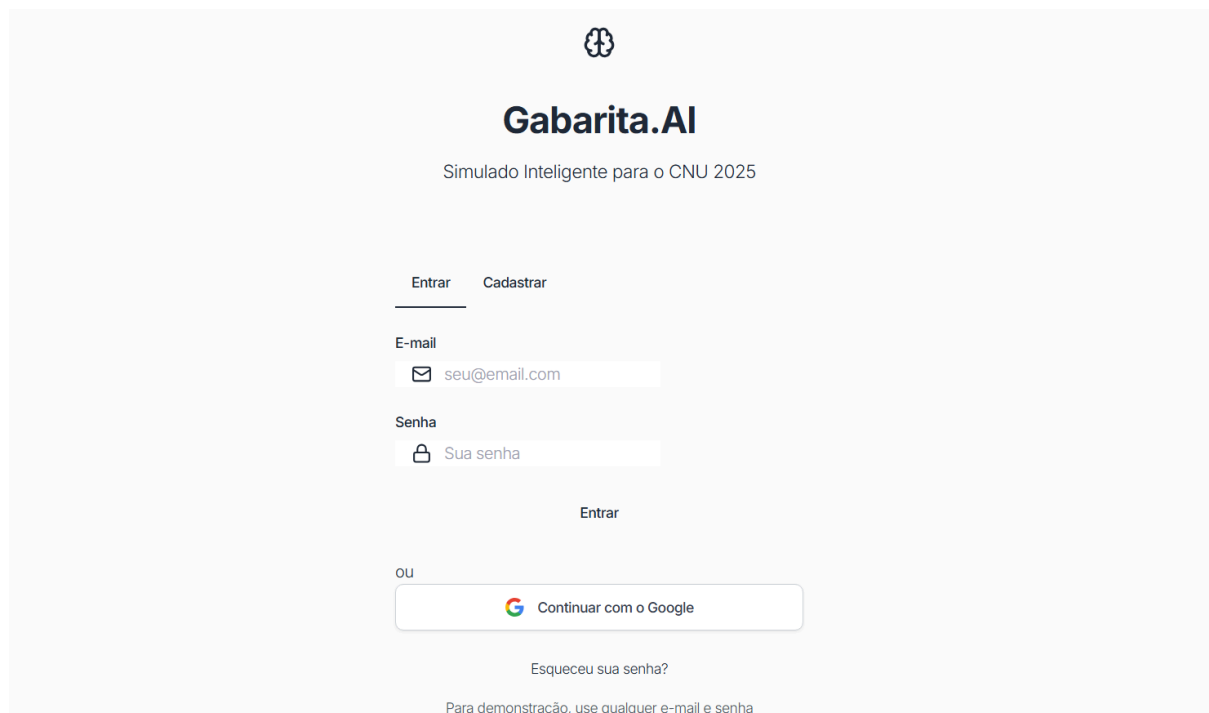 Gabarita.AI
Simulado Inteligente para o CNU 2025
Entrar Cadastrar
E-mail
seu@email.com
Senha
Sua senha
Entrar
ou
Continuar com o Google
Esqueceu sua senha?
Para demonstração, use qualquer e-mail e senha